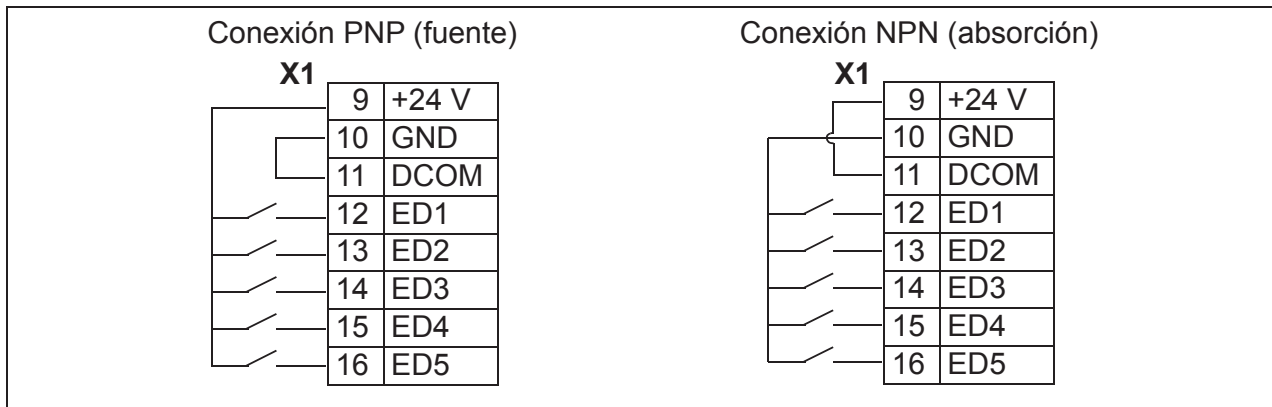 Conexión PNP (fuente)
X1
9 +24 V
10 GND
11 DCOM
12 ED1
13 ED2
14 ED3
15 ED4
16 ED5
Conexión NPN (absorción)
X1
9 +24 V
10 GND
11 DCOM
12 ED1
13 ED2
14 ED3
15 ED4
16 ED5